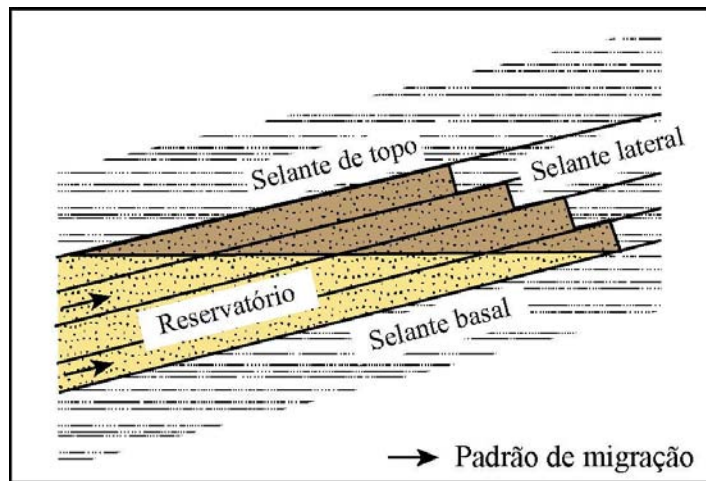 Selante de topo
Selante lateral
Reservatório
Selante basal
Padrão de migração